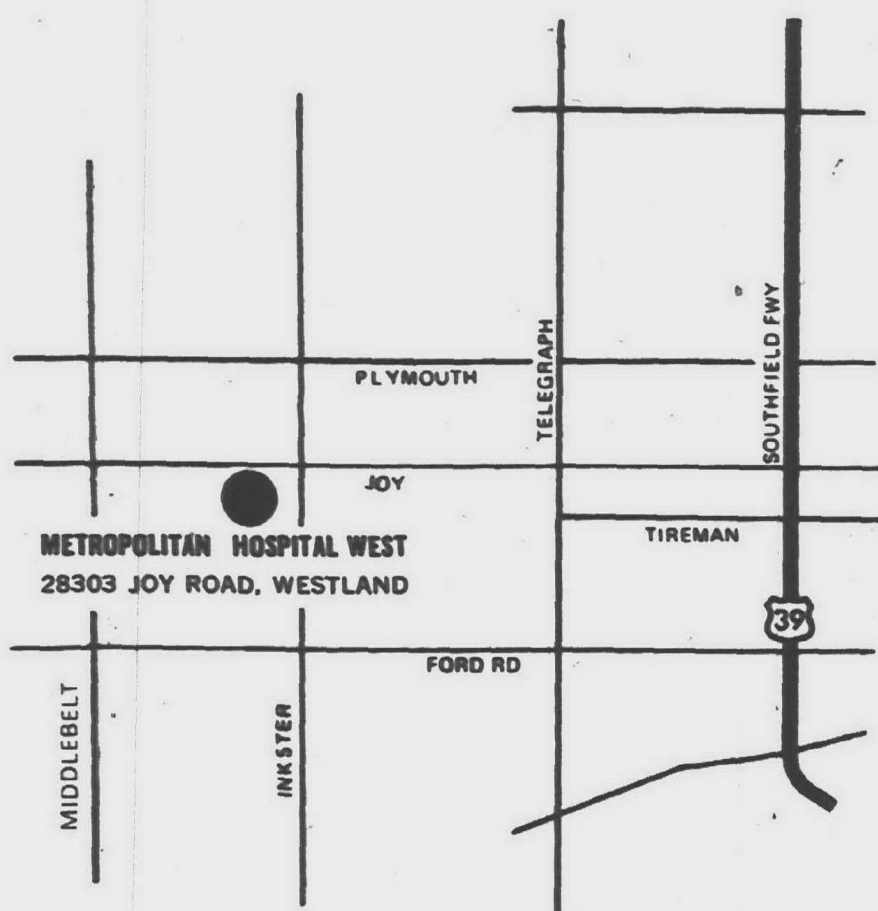 PLYMOUTH
TELEGRAPH
SOUTHFIELD FWY
JOY
METROPOLITAN HOSPITAL WEST
28303 JOY ROAD, WESTLAND
TIREMAN
39
FORD RD
MIDDLEBELT
INKSTER